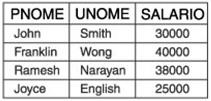 PNOME UNOME SALARIO
John Smith 30000
Franklin Wong 40000
Ramesh Narayan 38000
Joyce English 25000